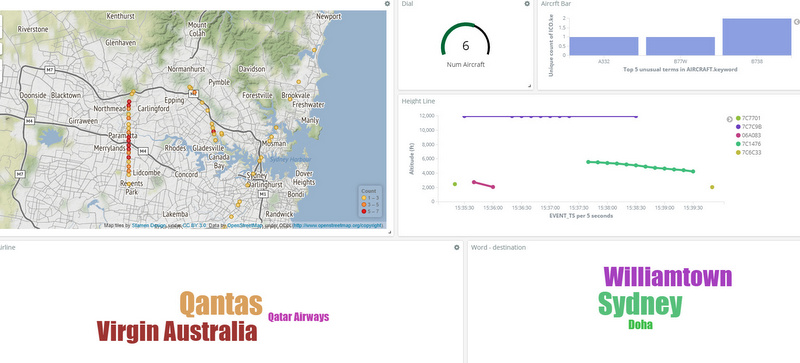 Kenthurst
Newport
Riverstone
Mount
Colah
Glenhaven
M7
Normanhurst
Davidson
Pymble
Doonside
Blacktown
Epping
Forestville
Brookvale
Northmead
Carlingford
Freshwater
Girraween
Manly
Parramatta
M4
Mosman
Merrylands
Rhodes
Gladesville
M4
Canada
Bay
Sydney Harbour
M7
Lidcombe
Concord
Sydney
Dover
Heights
Regents
Park
Darlinghurst
Bondi
Lakemba
Randwick
Count
1 – 3
3 – 5
5 – 7
Map tiles by Stamen Design, under CC BY 3.0. Data by OpenStreetMap, under ODbL (http://www.openstreetmap.org/copyright).
Dial
6
Num Aircraft
Aircrft Bar
Unique count of ICO.ke
2
1.5
1
0.5
0
A332
B77W
B738
Top 5 unusual terms in AIRCRAFT.keyword
Height Line
Altitude (ft)
12,000
10,000
8,000
6,000
4,000
2,000
0
15:35:30
15:36:00
15:36:30
15:37:00
15:37:30
15:38:00
15:38:30
15:39:00
15:39:30
EVENT_TS per 5 seconds
7C7701
7C7C9B
06A083
7C1476
7C6C33
irline
Qantas
Qatar Airways
Virgin Australia
Word - destination
Williamtown
Sydney
Doha